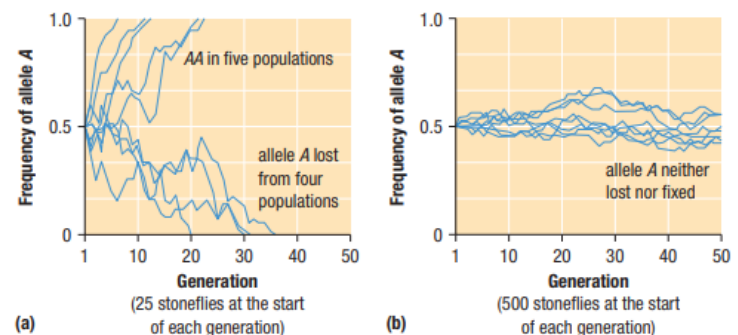 Frequency of allele A
1.0
0.5
0
AA in five populations
allele A lost
from four
populations
1 10 20 30 40 50
Generation
(25 stoneflies at the start
of each generation)
(a)
Frequency of allele A
1.0
0.5
0
allele A neither
lost nor fixed
1 10 20 30 40 50
Generation
(500 stoneflies at the start
of each generation)
(b)